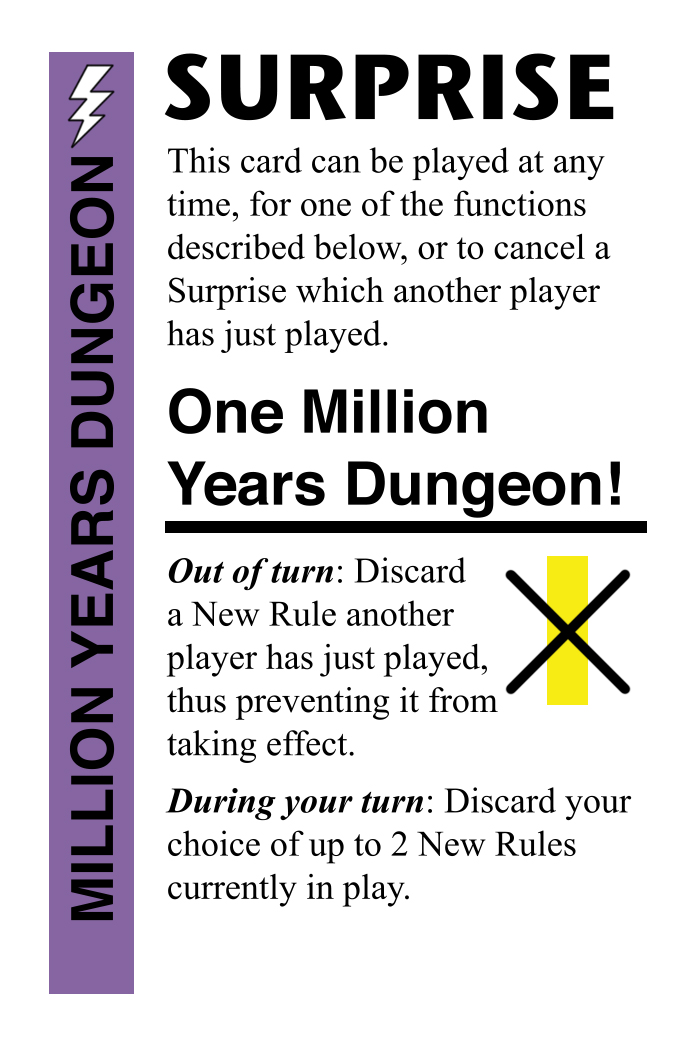 MILLION YEARS DUNGEON
SURPRISE
This card can be played at any
time, for one of the functions
described below, or to cancel a
Surprise which another player
has just played.
One Million
Years Dungeon!
Out of turn: Discard
a New Rule another
player has just played,
thus preventing it from
taking effect.
During your turn: Discard your
choice of up to 2 New Rules
currently in play.